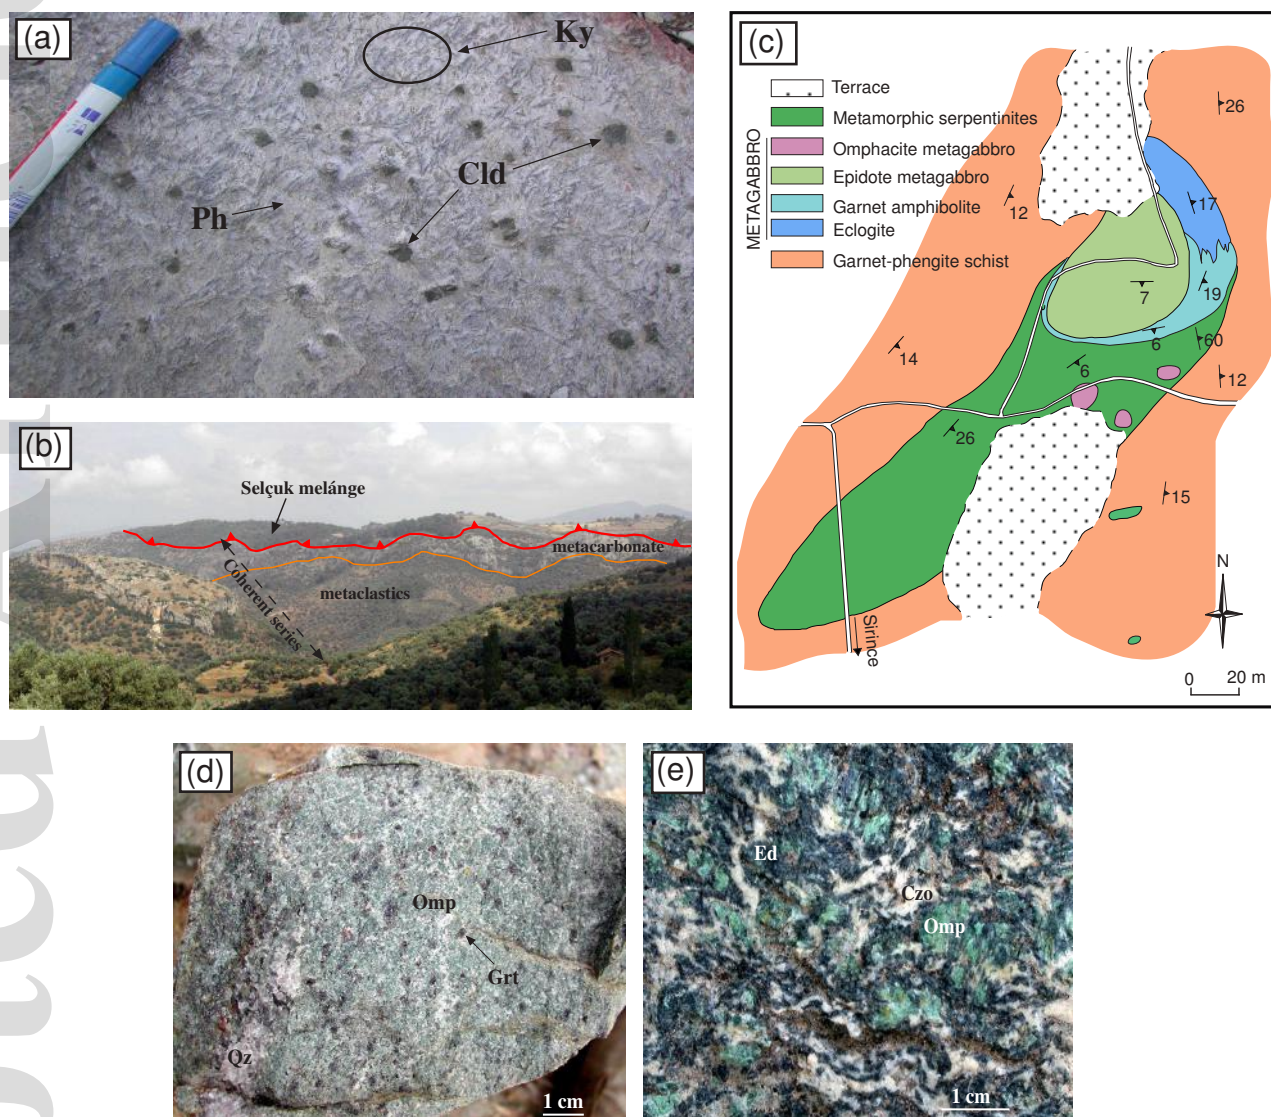 (a)
Ky
Cld
Ph
(b)
Selçuk melánge
metacarbonate
metaclastics
Coherent series
(c)
Terrace
Metamorphic serpentinites
METAGABBRO
Omphacite metagabbro
Epidote metagabbro
Garnet amphibolite
Eclogite
Garnet-phengite schist
26
12
17
7
19
14
6
60
6
12
26
15
N
Sirince
0 20 m
(d)
Omp
Grt
Qz
1 cm
(e)
Ed
Czo
Omp
1 cm